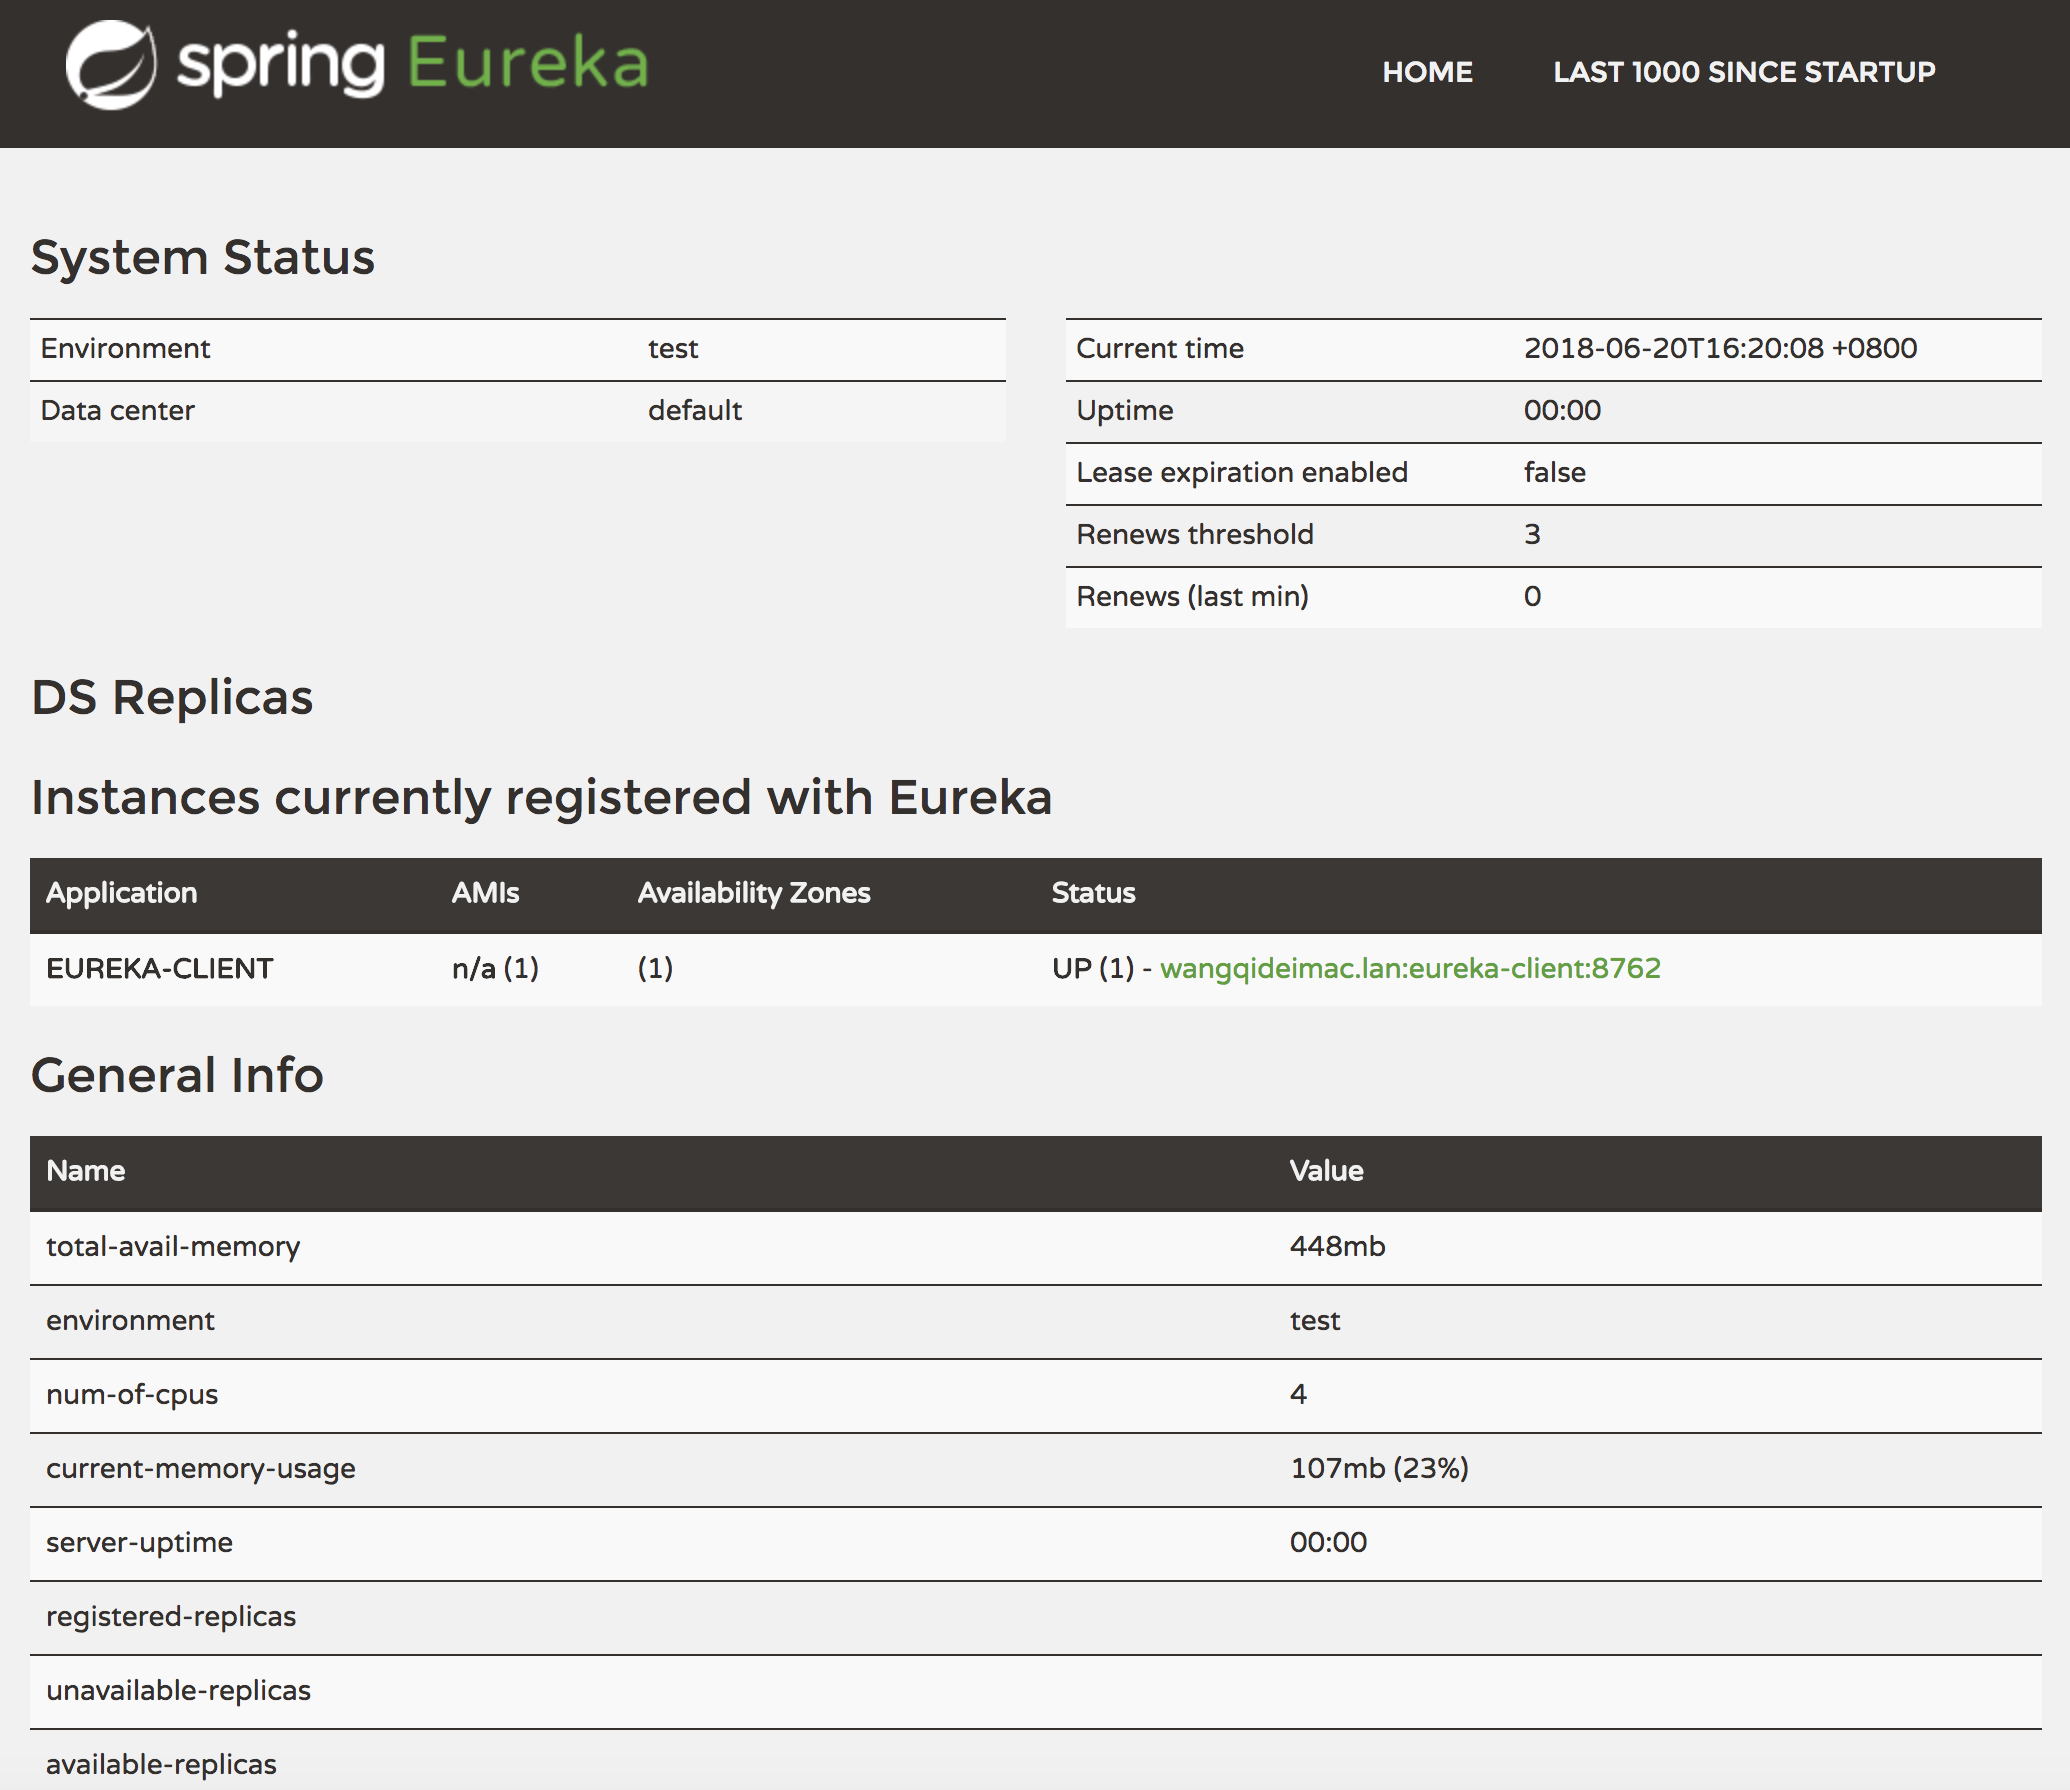 spring Eureka
HOME LAST 1000 SINCE STARTUP
System Status
Environment test
Data center default
Current time 2018-06-20T16:20:08 +0800
Uptime 00:00
Lease expiration enabled false
Renews threshold 3
Renews (last min) 0
DS Replicas
Instances currently registered with Eureka
Application AMIs Availability Zones Status
EUREKA-CLIENT n/a (1) (1) UP (1) - wangqideimac.lan:eureka-client:8762
General Info
Name Value
total-avail-memory 448mb
environment test
num-of-cpus 4
current-memory-usage 107mb (23%)
server-uptime 00:00
registered-replicas
unavailable-replicas
available-replicas